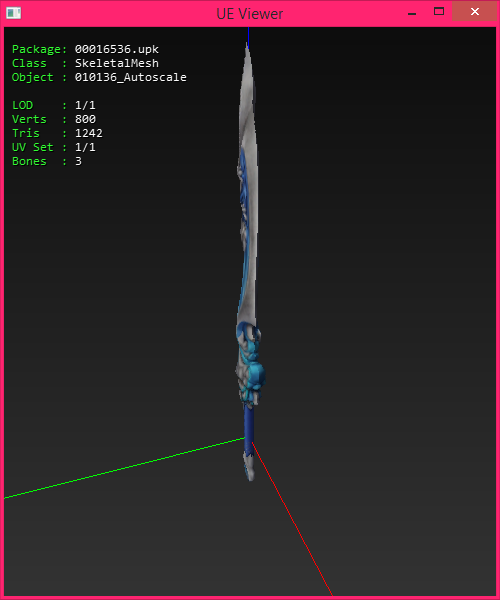 UE Viewer
Package: 00016536.upk
Class  : SkeletalMesh
Object : 010136_Autoscale
LOD    : 1/1
Verts  : 800
Tris   : 1242
UV Set : 1/1
Bones  : 3